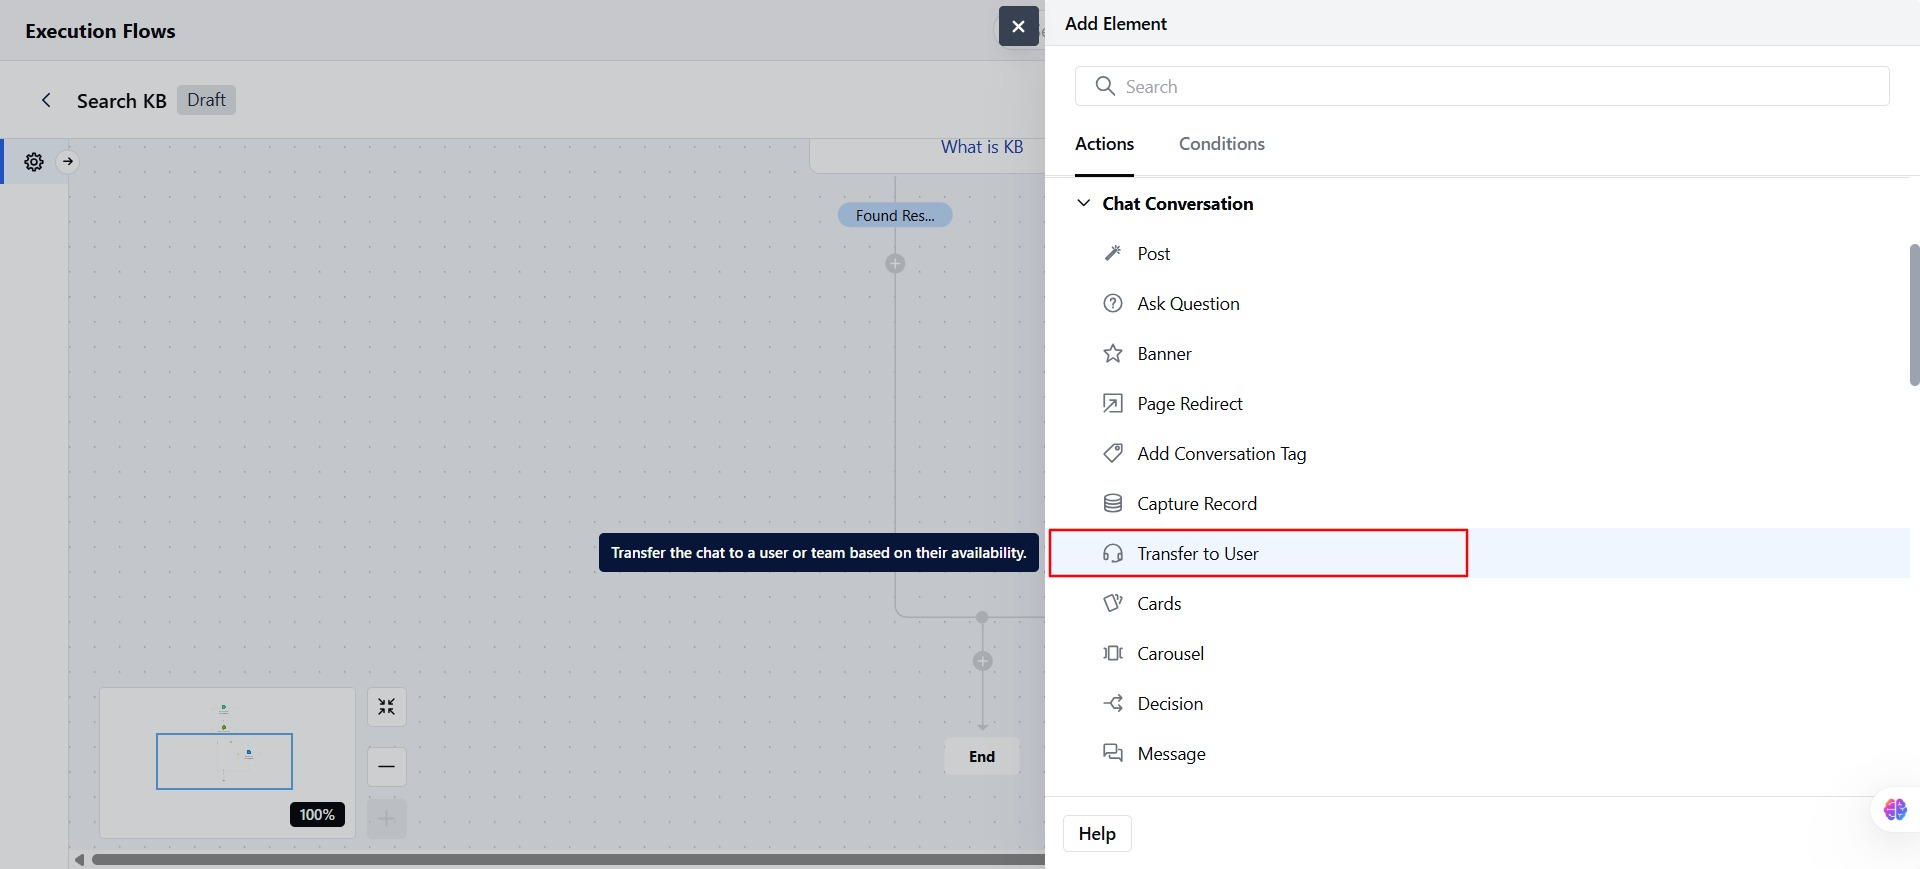 Execution Flows
Search KB
Draft
What is KB
Found Res...
Transfer the chat to a user or team based on their availability.
End
100%
Add Element
Search
Actions
Conditions
Chat Conversation
Post
Ask Question
Banner
Page Redirect
Add Conversation Tag
Capture Record
Transfer to User
Cards
Carousel
Decision
Message
Help